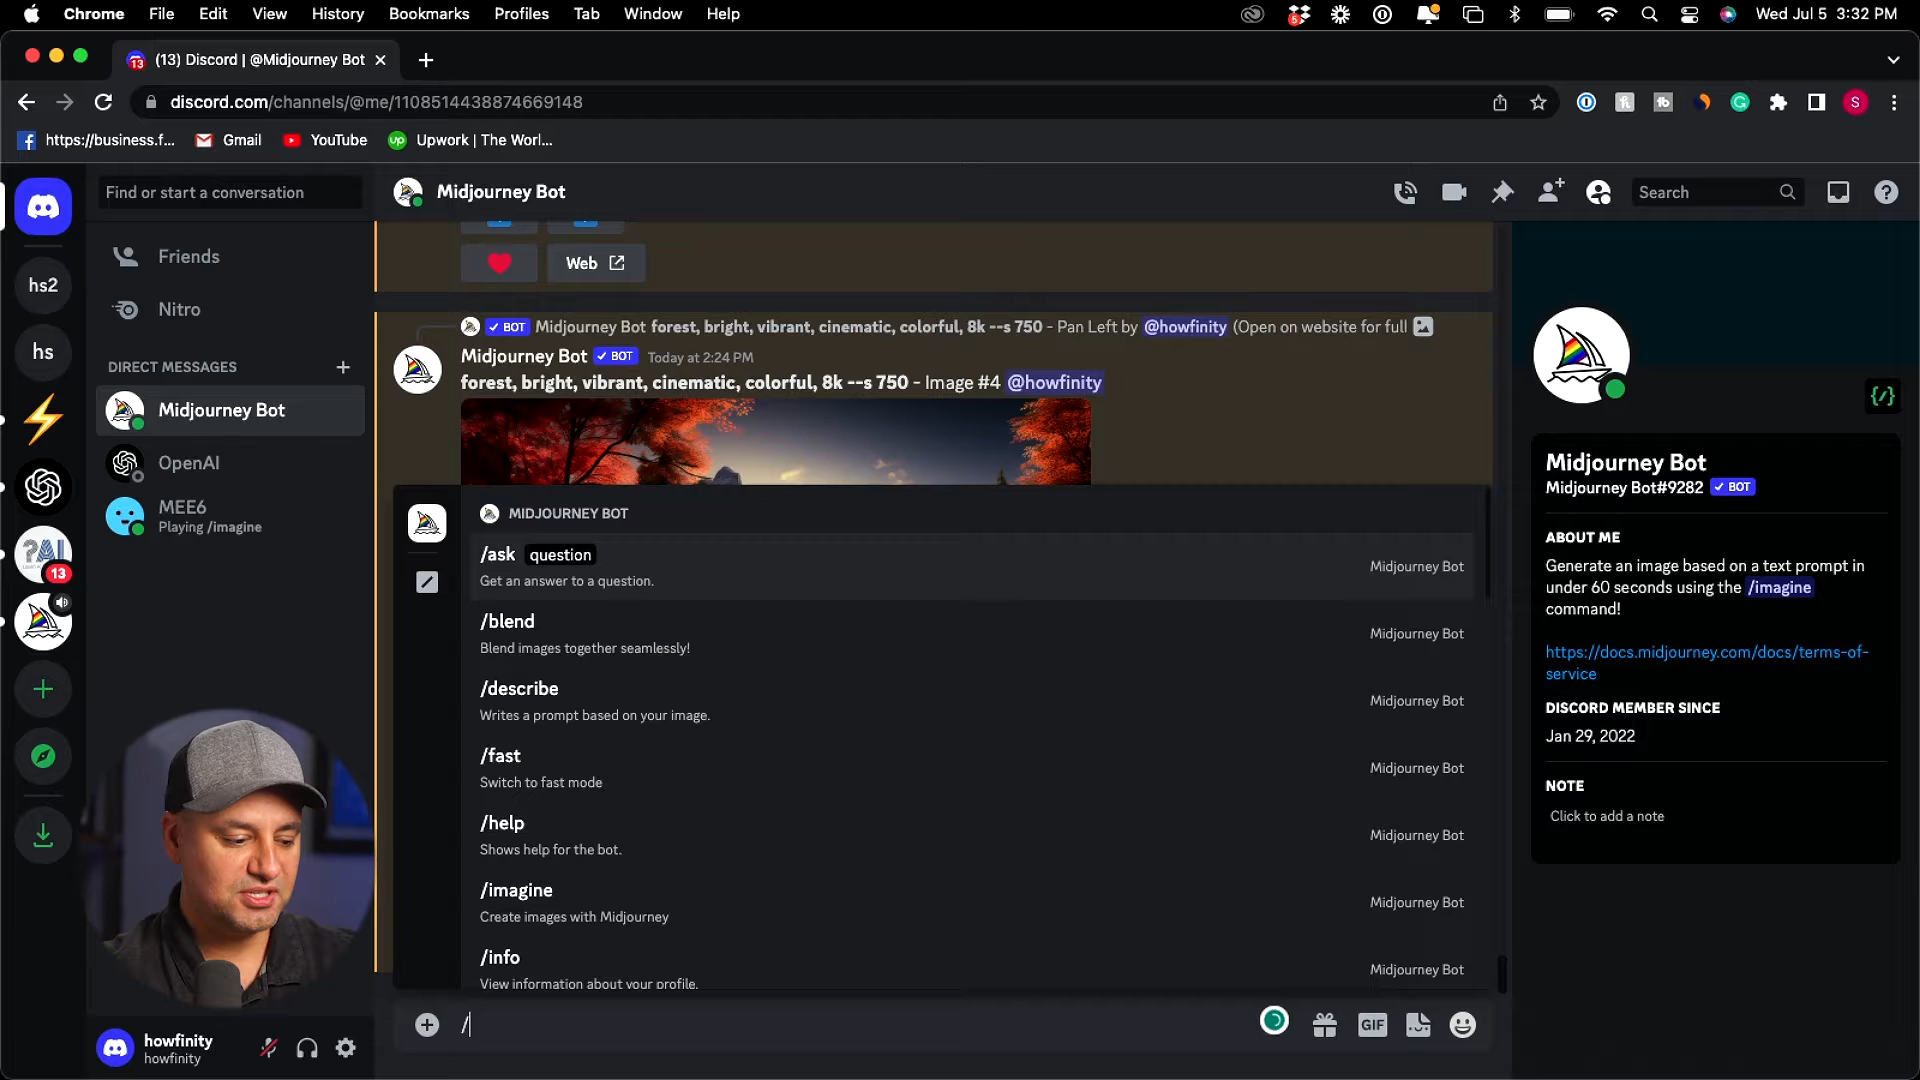 Chrome File Edit View History Bookmarks Profiles Tab Window Help
5
Wed Jul 5 3:32 PM
13 (13) Discord | @Midjourney Bot
discord.com/channels/@me/1108514438874669148
S
https://business.f... Gmail YouTube up Upwork | The Worl...
Find or start a conversation
Midjourney Bot
Search
Friends
Nitro
hs2
hs
DIRECT MESSAGES
Midjourney Bot
OpenAI
MEE6
Playing /imagine
?AI
13
Web
BOT Midjourney Bot forest, bright, vibrant, cinematic, colorful, 8k --s 750 - Pan Left by @howfinity (Open on website for full
Midjourney Bot BOT Today at 2:24 PM
forest, bright, vibrant, cinematic, colorful, 8k --s 750 - Image #4 @howfinity
MIDJOURNEY BOT
/ask question
Get an answer to a question.
Midjourney Bot
/blend
Blend images together seamlessly!
Midjourney Bot
/describe
Writes a prompt based on your image.
Midjourney Bot
/fast
Switch to fast mode
Midjourney Bot
/help
Shows help for the bot.
Midjourney Bot
/imagine
Create images with Midjourney
Midjourney Bot
/info
View information about your profile.
Midjourney Bot
/
GIF
howfinity
howfinity
{/}
Midjourney Bot
Midjourney Bot#9282 BOT
ABOUT ME
Generate an image based on a text prompt in
under 60 seconds using the /imagine
command!
https://docs.midjourney.com/docs/terms-of-
service
DISCORD MEMBER SINCE
Jan 29, 2022
NOTE
Click to add a note